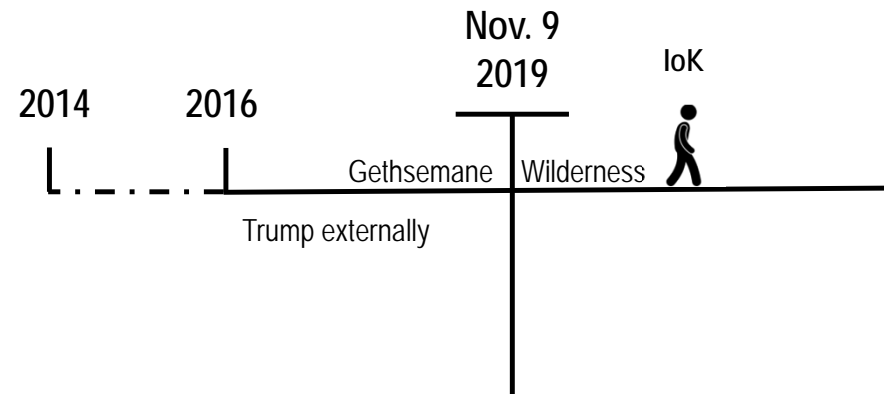 Nov. 9
2019
IoK
2014
2016
Gethsemane
Wilderness
Trump externally